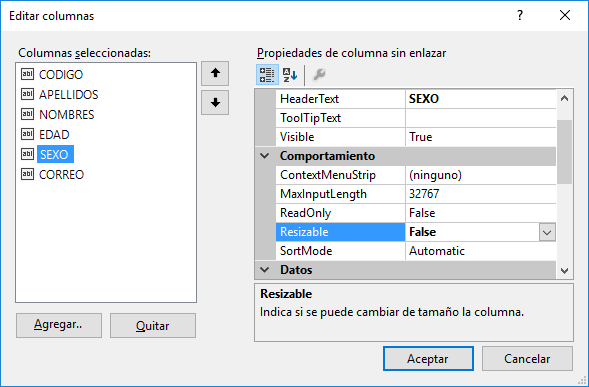 Editar columnas
?
Columnas seleccionadas:
abl CODIGO
abl APELLIDOS
abl NOMBRES
abl EDAD
abl SEXO
abl CORREO
Agregar..
Quitar
Propiedades de columna sin enlazar
A
Z
HeaderText SEXO
ToolTipText
Visible True
Comportamiento
ContextMenuStrip (ninguno)
MaxInputLength 32767
ReadOnly False
Resizable False
SortMode Automatic
Datos
Resizable
Indica si se puede cambiar de tamaño la columna.
Aceptar
Cancelar